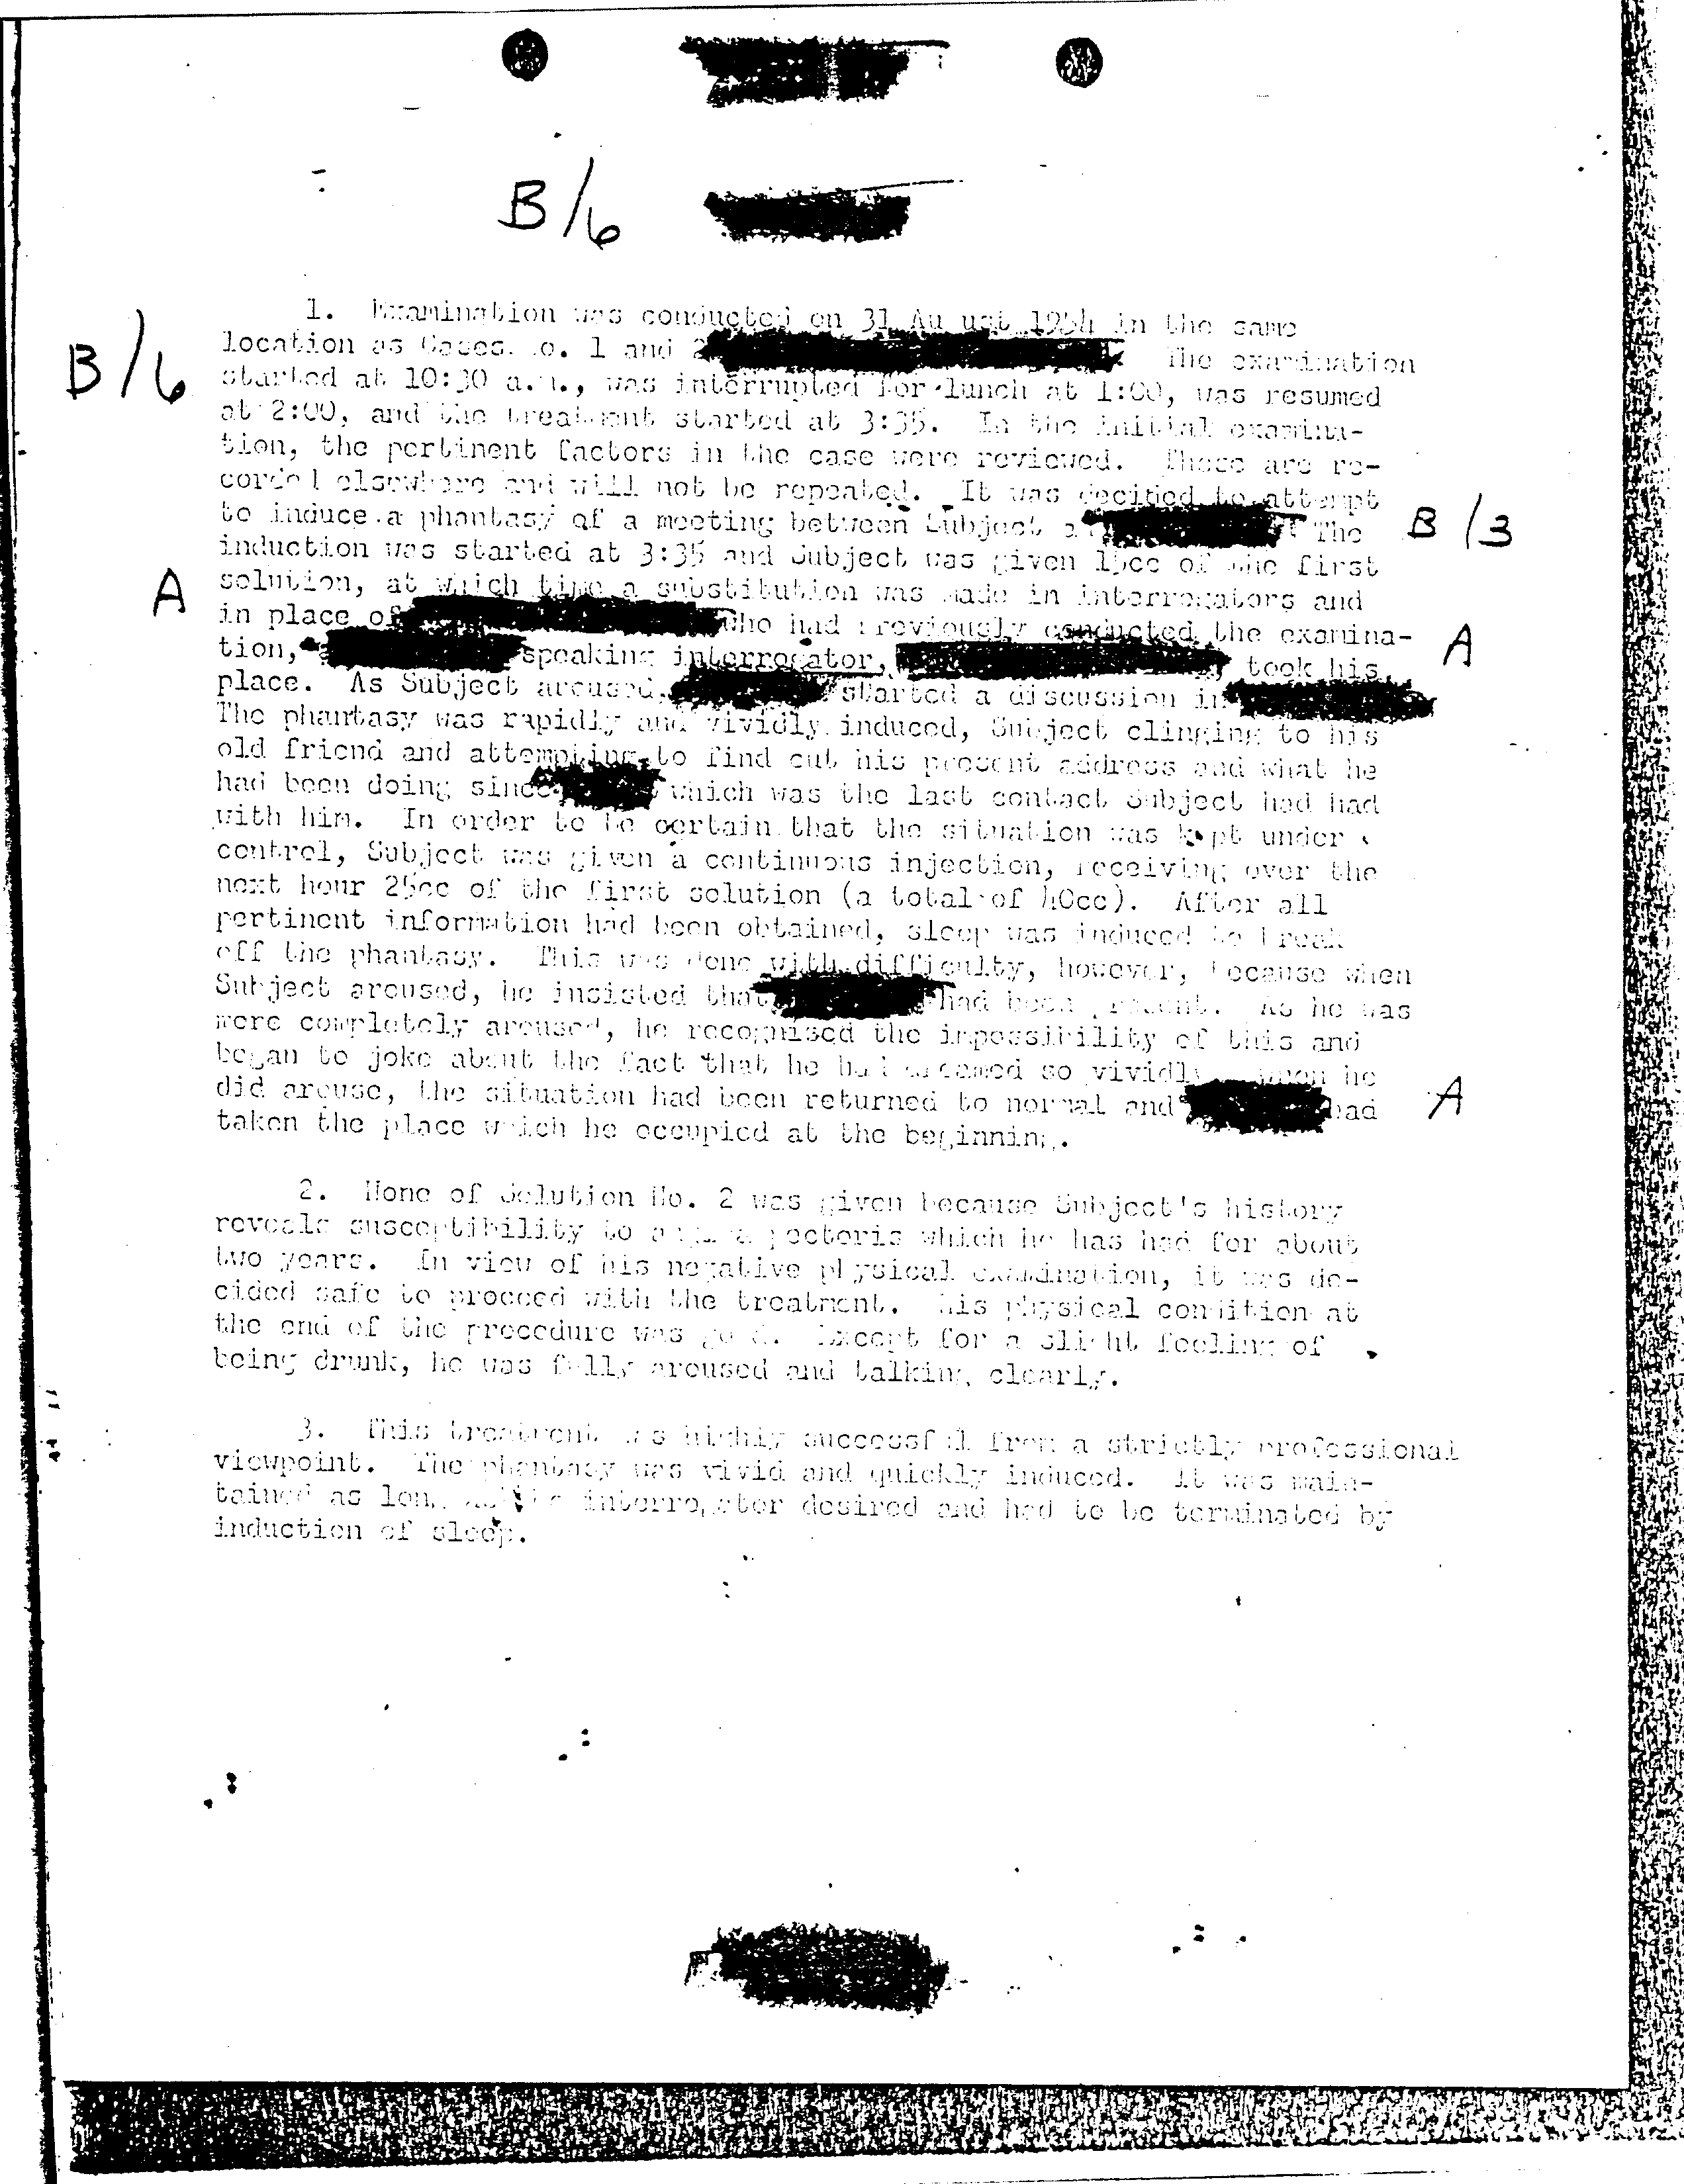 B/6
1. Examination was conducted on 31 August 1954 in the same
B/6
location as Cases No. 1 and 2 The examination
started at 10:30 a.m., was interrupted for lunch at 1:00, was resumed
at 2:00, and the treatment started at 3:35. In the initial examina-
tion, the pertinent factors in the case were reviewed. These are re-
corded elsewhere and will not be repeated. It was decided to attempt
to induce a phantasy of a meeting between Subject The
B/3
induction was started at 3:35 and Subject was given 15cc of the first
A
solution, at which time a substitution was made in interrogators and
in place of who had previously conducted the examina-
tion, speaking interrogator, took his
A
place. As Subject aroused, started a discussion in
The phantasy was rapidly and vividly induced, Subject clinging to his
old friend and attempting to find out his present address and what he
had been doing since which was the last contact Subject had had
with him. In order to be certain that the situation was kept under
control, Subject was given a continuous injection, receiving over the
next hour 25cc of the first solution (a total of 40cc). After all
pertinent information had been obtained, sleep was induced to break
off the phantasy. This was done with difficulty, however, because when
Subject aroused, he insisted that had been present. As he was
more completely aroused, he recognised the impossibility of this and
began to joke about the fact that he had dreamed so vividly when he
did arouse, the situation had been returned to normal and had
A
taken the place which he occupied at the beginning.
2. None of Solution No. 2 was given because Subject's history
reveals susceptibility to angina pectoris which he has had for about
two years. In view of his negative physical examination, it was de-
cided safe to proceed with the treatment. His physical condition at
the end of the procedure was good. Except for a slight feeling of
being drunk, he was fully aroused and talking clearly.
3. This treatment was highly successful from a strictly professional
viewpoint. The phantasy was vivid and quickly induced. It was main-
tained as long as the interrogator desired and had to be terminated by
induction of sleep.